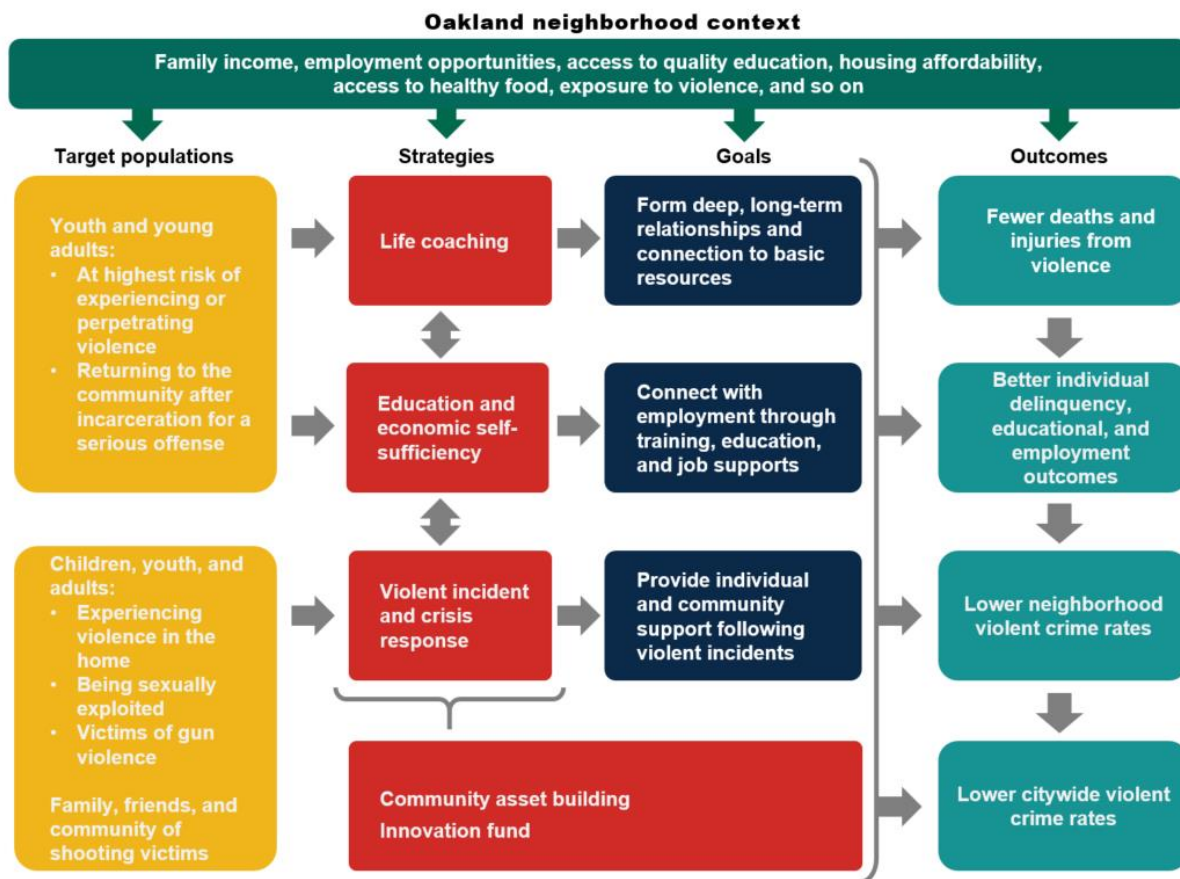 Oakland neighborhood context
Family income, employment opportunities, access to quality education, housing affordability,
access to healthy food, exposure to violence, and so on
Target populations
Strategies
Goals
Outcomes
Youth and young
adults:
• At highest risk of
experiencing or
perpetrating
violence
• Returning to the
community after
incarceration for a
serious offense
Life coaching
Form deep, long-term
relationships and
connection to basic
resources
Fewer deaths and
injuries from
violence
Education and
economic self-
sufficiency
Connect with
employment through
training, education,
and job supports
Better individual
delinquency,
educational, and
employment
outcomes
Children, youth, and
adults:
• Experiencing
violence in the
home
• Being sexually
exploited
• Victims of gun
violence
Family, friends, and
community of
shooting victims
Violent incident
and crisis
response
Provide individual
and community
support following
violent incidents
Lower neighborhood
violent crime rates
Community asset building
Innovation fund
Lower citywide violent
crime rates